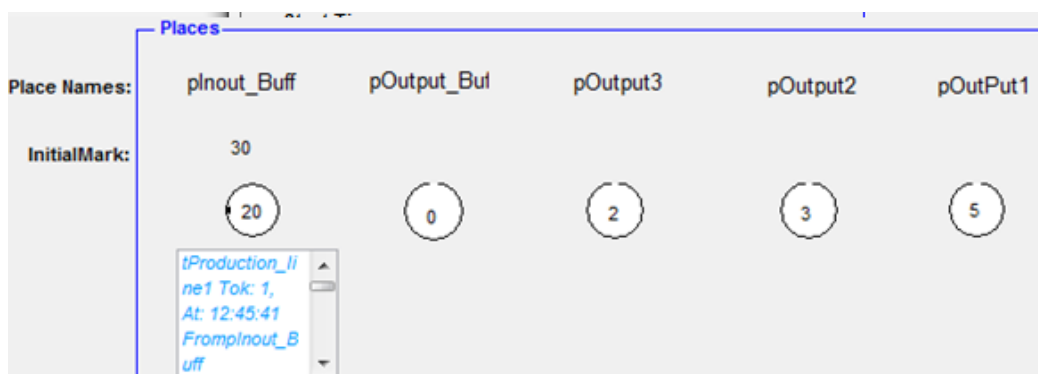 Places
Place Names: pInout_Buff pOutput_Buf pOutput3 pOutput2 pOutPut1
InitialMark: 30
20 0 2 3 5
tProduction_li
ne1 Tok: 1,
At: 12:45:41
FrompInout_B
uff